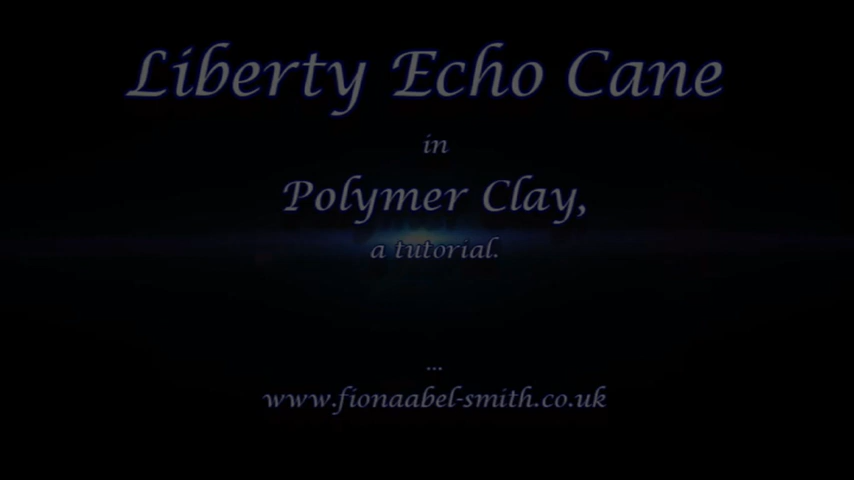 Liberty Echo Cane
in
Polymer Clay,
a tutorial.
...
www.fionaabel-smith.co.uk